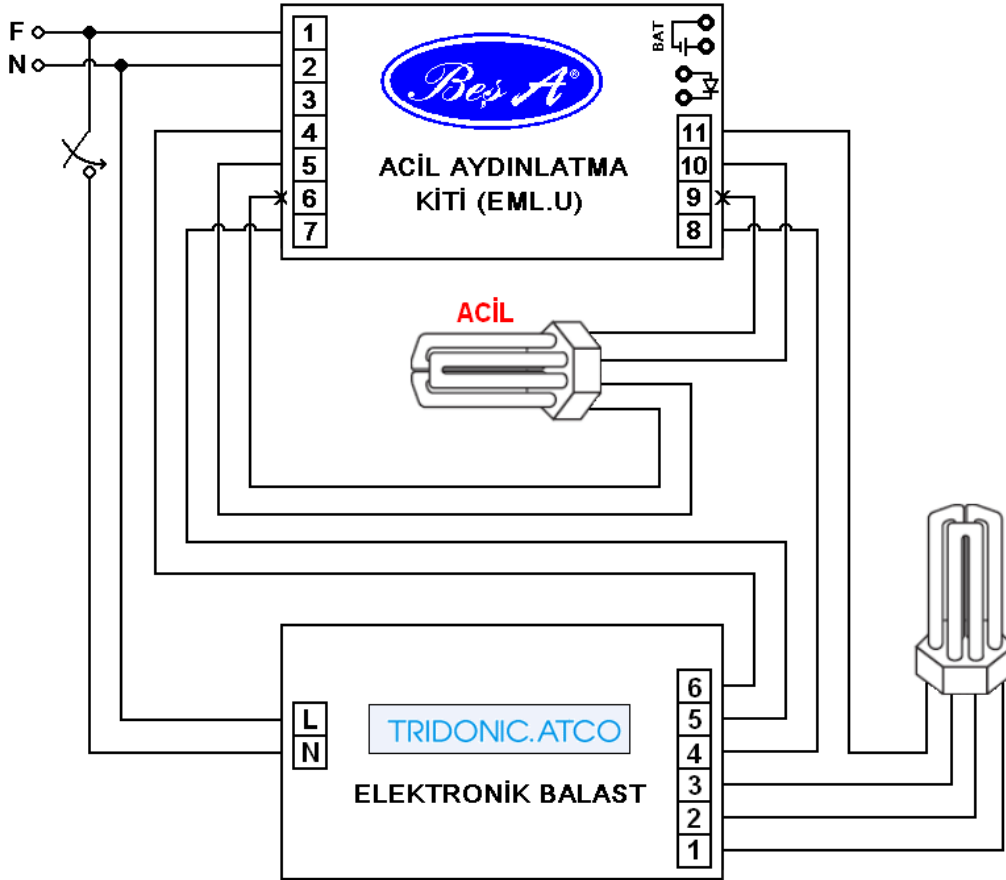 F
N
1
2
3
4
5
6
7
Beş A®
ACİL AYDINLATMA
KİTİ (EML.U)
BAT
11
10
9
8
ACİL
L
N
TRIDONIC.ATCO
ELEKTRONİK BALAST
6
5
4
3
2
1